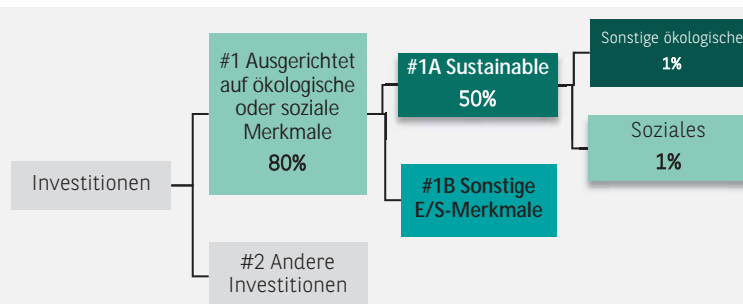 Investitionen
#1 Ausgerichtet
auf ökologische
oder soziale
Merkmale
80%
#2 Andere
Investitionen
#1A Sustainable
50%
#1B Sonstige
E/S-Merkmale
Sonstige ökologische
1%
Soziales
1%